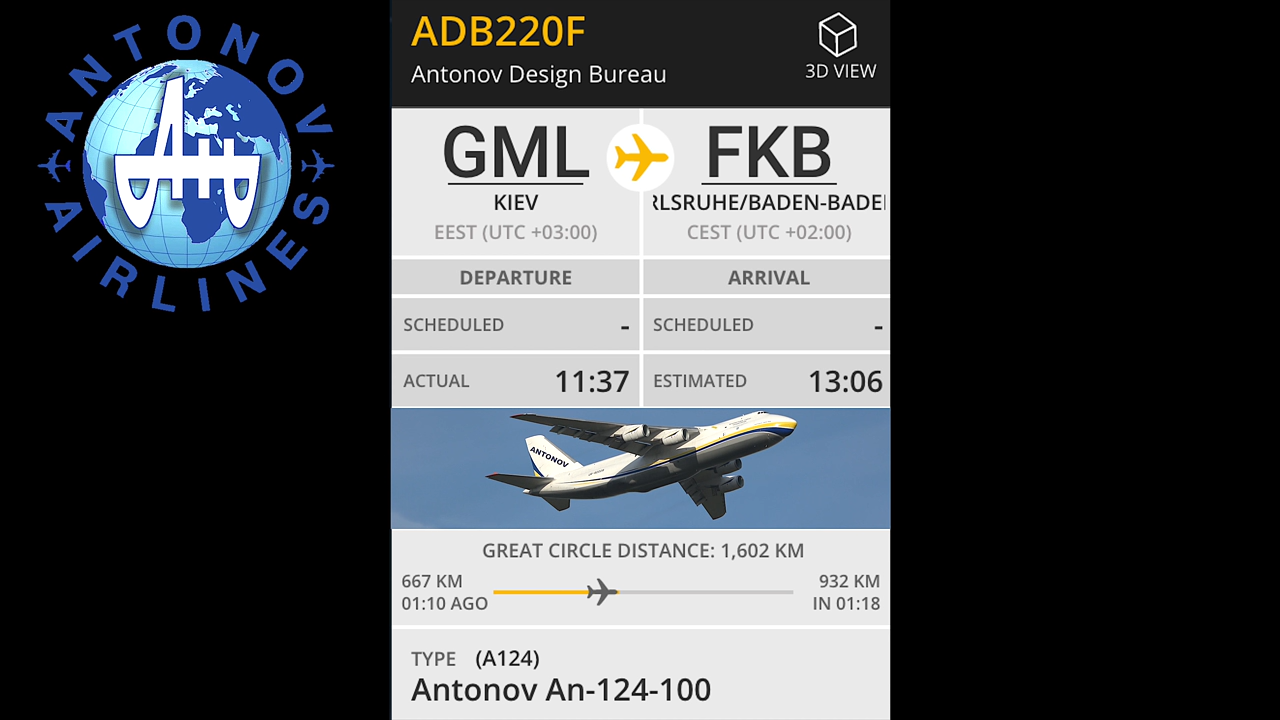 ANTONOV
AIRLINES
ADB220F
Antonov Design Bureau
3D VIEW
GML
FKB
KIEV
RLSRUHE/BADEN-BADE
EEST (UTC +03:00)
CEST (UTC +02:00)
DEPARTURE
ARRIVAL
SCHEDULED -
SCHEDULED -
ACTUAL 11:37
ESTIMATED 13:06
ANTONOV
GREAT CIRCLE DISTANCE: 1,602 KM
667 KM
932 KM
01:10 AGO
IN 01:18
TYPE (A124)
Antonov An-124-100